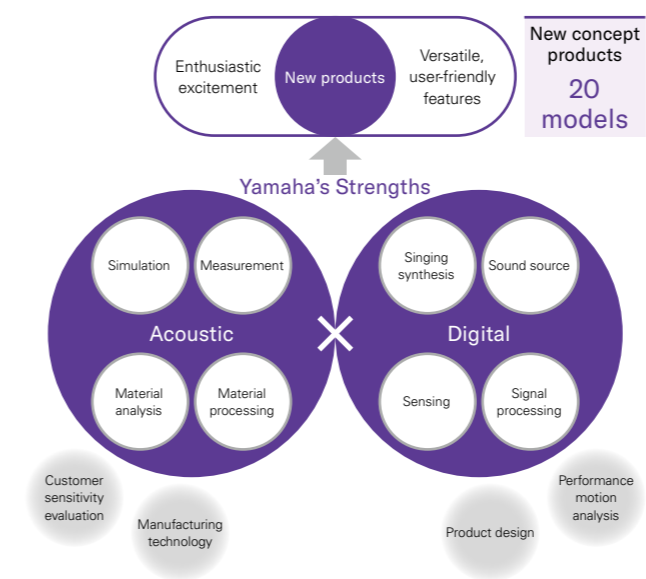 Enthusiastic
excitement
New products
Versatile,
user-friendly
features
New concept
products
20
models
Yamaha's Strengths
Simulation
Measurement
Acoustic
Material
analysis
Material
processing
Singing
synthesis
Sound source
Digital
Sensing
Signal
processing
Customer
sensitivity
evaluation
Manufacturing
technology
Product design
Performance
motion
analysis